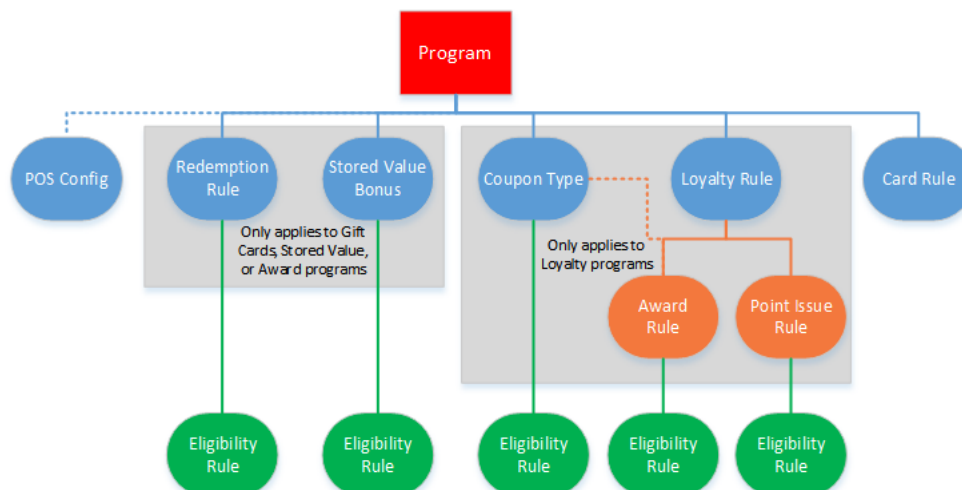 Program
POS Config
Redemption
Rule
Stored Value
Bonus
Coupon Type
Loyalty Rule
Card Rule
Only applies to Gift
Cards, Stored Value,
or Award programs
Only applies to
Loyalty programs
Award
Rule
Point Issue
Rule
Eligibility
Rule
Eligibility
Rule
Eligibility
Rule
Eligibility
Rule
Eligibility
Rule